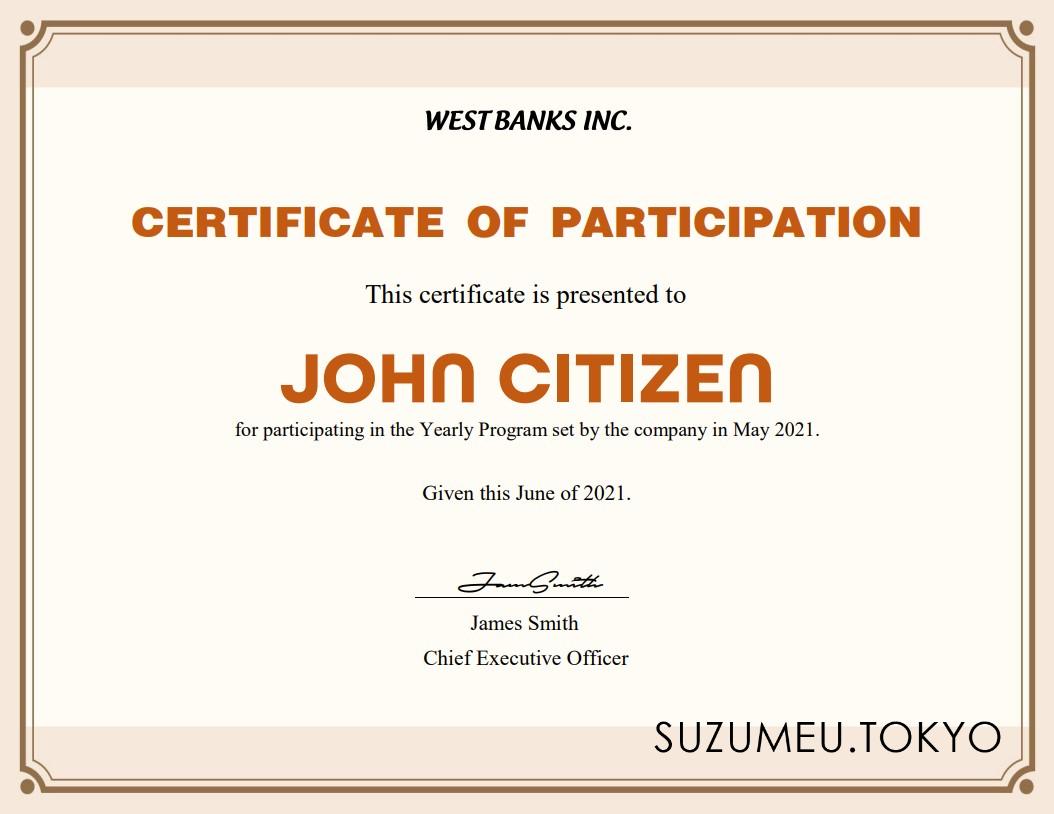 WEST BANKS INC.
CERTIFICATE OF PARTICIPATION
This certificate is presented to
JOHN CITIZEN
for participating in the Yearly Program set by the company in May 2021.
Given this June of 2021.
JamSmith
James Smith
Chief Executive Officer
SUZUMEU.TOKYO